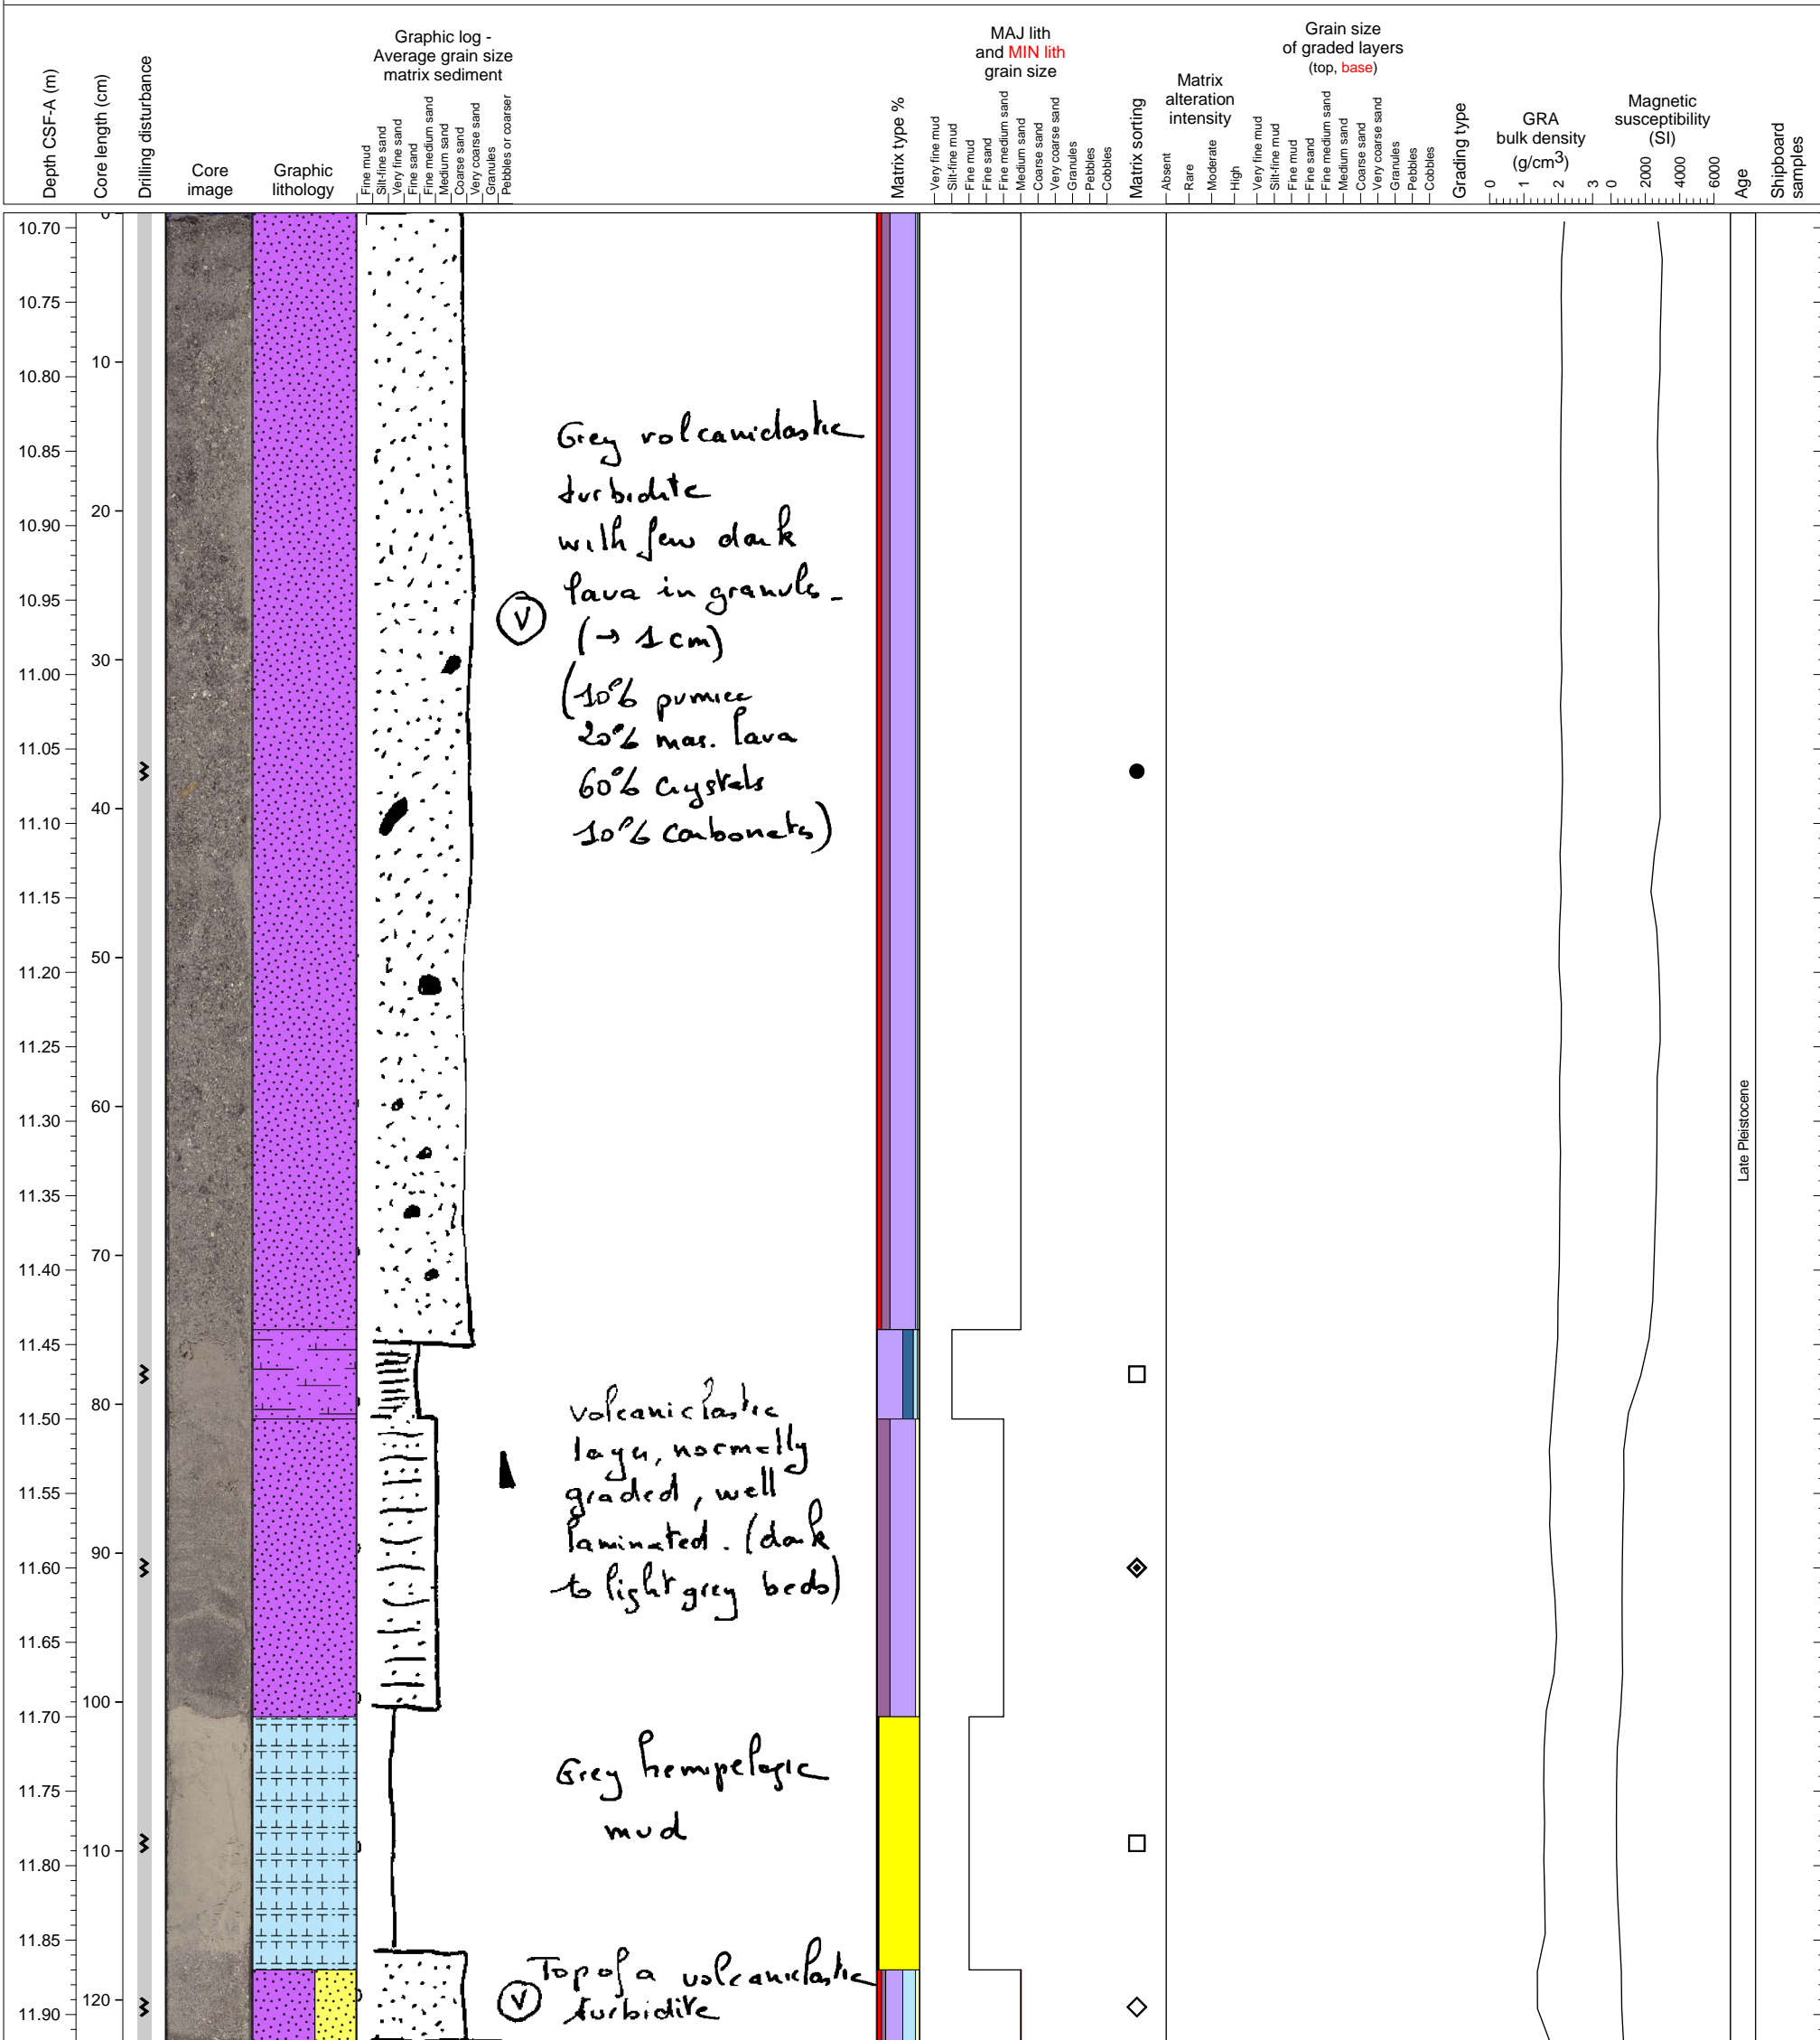 Graphic log -
Average grain size
matrix sediment
MAJ lith
and MIN lith
grain size
Grain size
of graded layers
(top, base)
Matrix
alteration
intensity
GRA
bulk density
(g/cm3)
Magnetic
susceptibility
(SI)
Depth CSF-A (m)
Core length (cm)
Drilling disturbance
Core
image
Graphic
lithology
Fine mud
Silt-fine sand
Very fine sand
Fine sand
Fine medium sand
Medium sand
Coarse sand
Very coarse sand
Granules
Pebbles or coarser
Matrix type %
Very fine mud
Silt-fine mud
Fine mud
Fine sand
Fine medium sand
Medium sand
Coarse sand
Very coarse sand
Granules
Pebbles
Cobbles
Matrix sorting
Absent
Rare
Moderate
High
Very fine mud
Silt-fine mud
Fine mud
Fine sand
Fine medium sand
Medium sand
Coarse sand
Very coarse sand
Granules
Pebbles
Cobbles
Grading type
0 1 2 3
0 2000 4000 6000
Age
Shipboard
samples
0
10.70
10.75
10.80
10
10.85
10.90
20
10.95
11.00
30
11.05
11.10
40
11.15
11.20
50
11.25
11.30
60
11.35
11.40
70
11.45
11.50
80
11.55
11.60
90
11.65
11.70
100
11.75
11.80
110
11.85
11.90
120
Grey volcaniclastic
turbidite
with few dark
lava in granuls -
V
(→ 1 cm)
(10% pumice
20% mas. lava
60% crystals
10% carbonats)
volcaniclastic
layer, normally
graded, well
laminated. (dark
to light grey beds)
Grey hemipelagic
mud
Top of a volcaniclastic
V
turbidite
Late Pleistocene